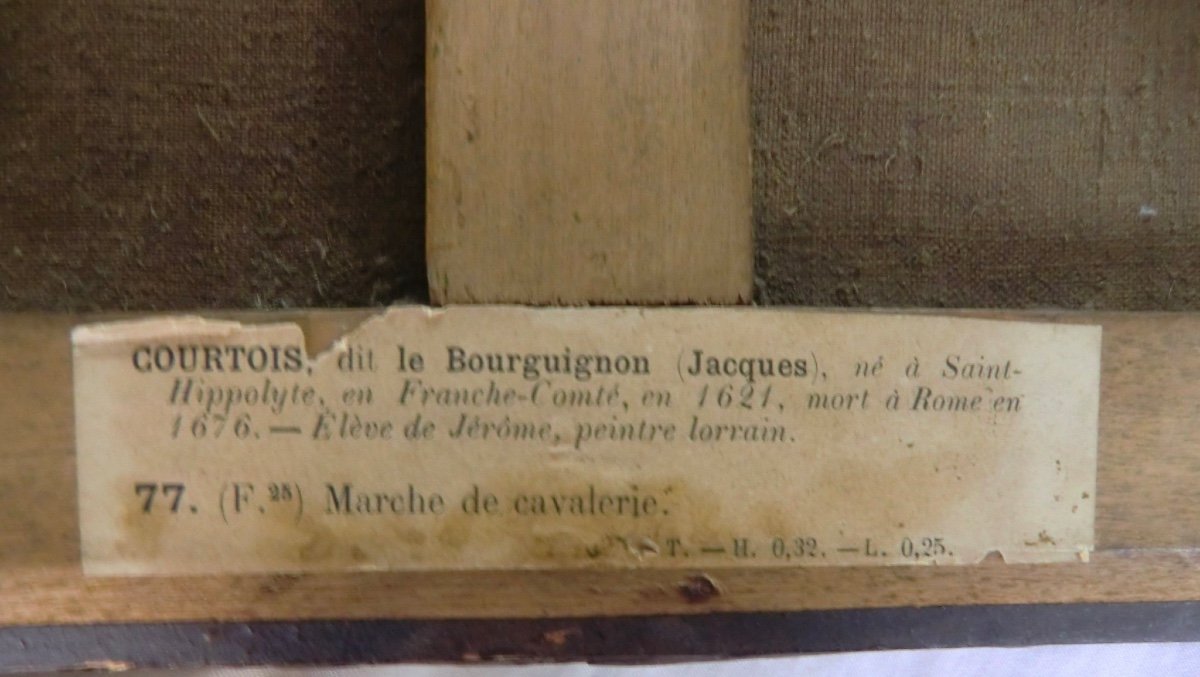 COURTOIS, dit le Bourguignon (Jacques), né à Saint-
Hippolyte, en Franche-Comté, en 1621, mort à Rome en
1676. — Élève de Jérôme, peintre lorrain.
77. (F.25) Marche de cavalerie.
T. — H. 0,32. — L. 0,25.